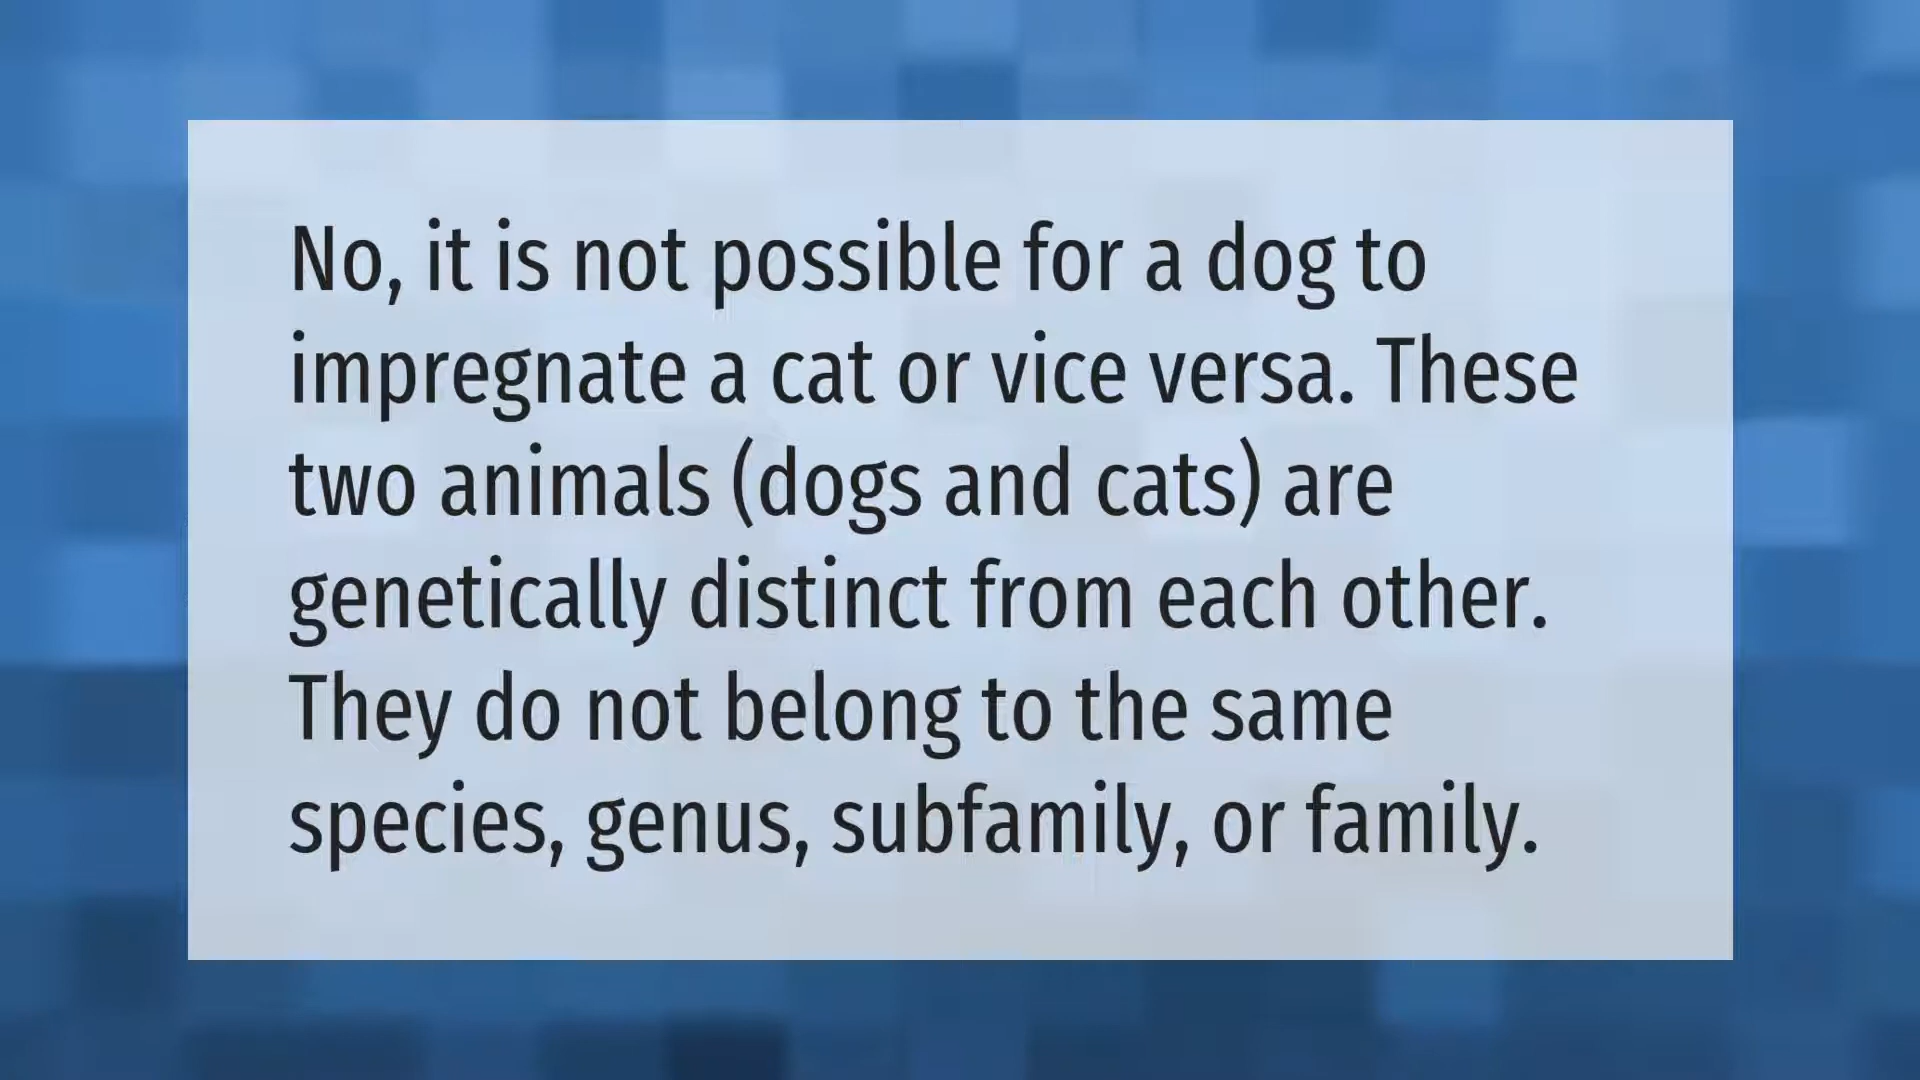 No, it is not possible for a dog to
impregnate a cat or vice versa. These
two animals (dogs and cats) are
genetically distinct from each other.
They do not belong to the same
species, genus, subfamily, or family.